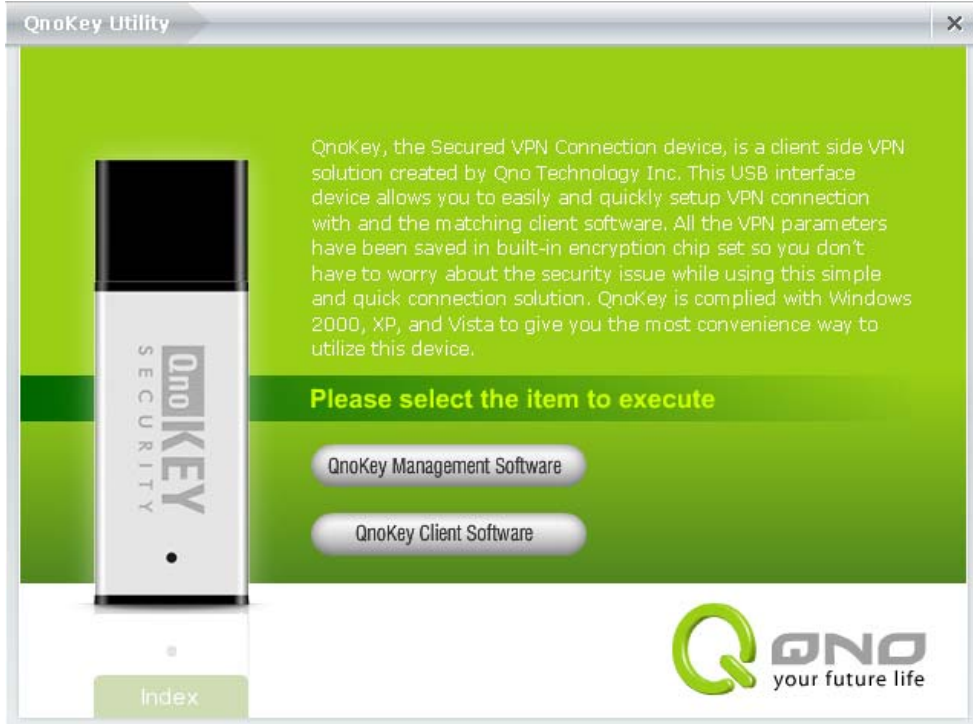 QnoKey Utility
QnoKey, the Secured VPN Connection device, is a client side VPN
solution created by Qno Technology Inc. This USB interface
device allows you to easily and quickly setup VPN connection
with and the matching client software. All the VPN parameters
have been saved in built-in encryption chip set so you don't
have to worry about the security issue while using this simple
and quick connection solution. QnoKey is complied with Windows
2000, XP, and Vista to give you the most convenience way to
utilize this device.
Qno KEY
SECURITY
Please select the item to execute
QnoKey Management Software
QnoKey Client Software
Index
QNO
your future life